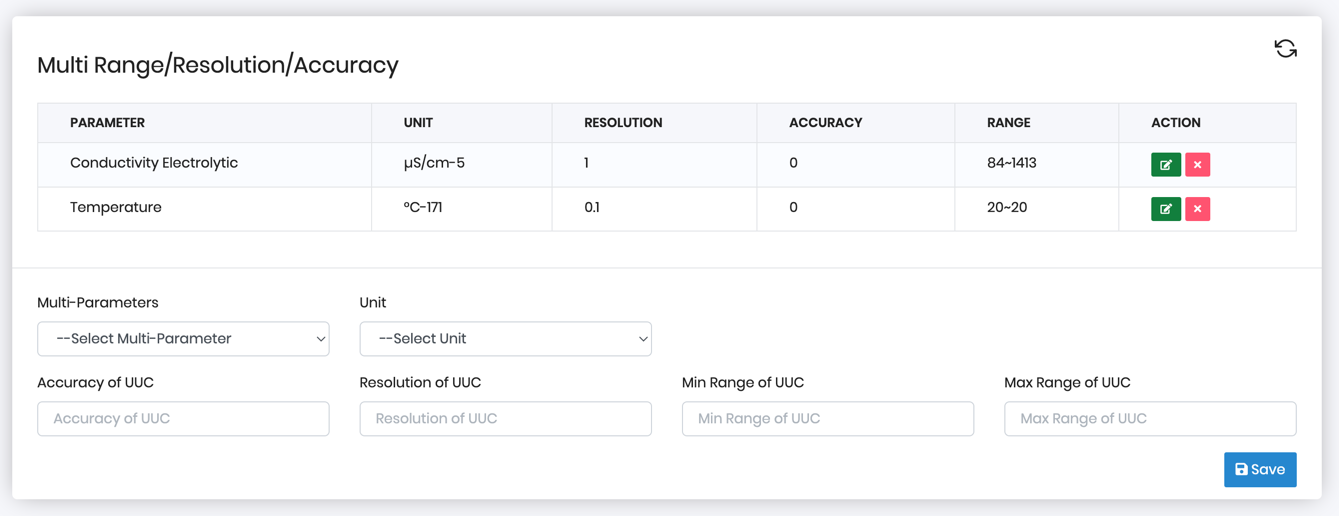 Multi Range/Resolution/Accuracy
PARAMETER UNIT RESOLUTION ACCURACY RANGE ACTION
Conductivity Electrolytic µS/cm-5 1 0 84~1413
Temperature °C-171 0.1 0 20~20
Multi-Parameters Unit
--Select Multi-Parameter --Select Unit
Accuracy of UUC Resolution of UUC Min Range of UUC Max Range of UUC
Accuracy of UUC Resolution of UUC Min Range of UUC Max Range of UUC
Save